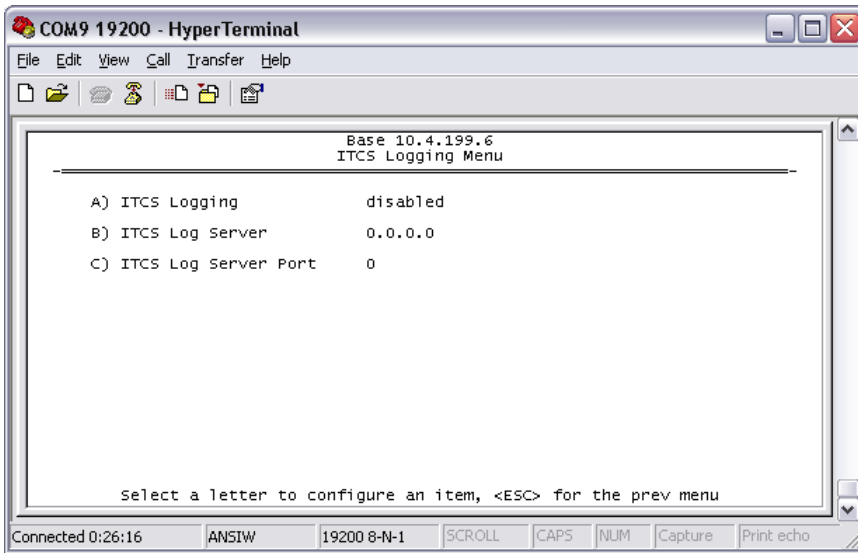 COM9 19200 - HyperTerminal
File Edit View Call Transfer Help
Base 10.4.199.6
ITCS Logging Menu
A) ITCS Logging disabled
B) ITCS Log Server 0.0.0.0
C) ITCS Log Server Port 0
Select a letter to configure an item, <ESC> for the prev menu
Connected 0:26:16 ANSIW 19200 8-N-1 SCROLL CAPS NUM Capture Print echo